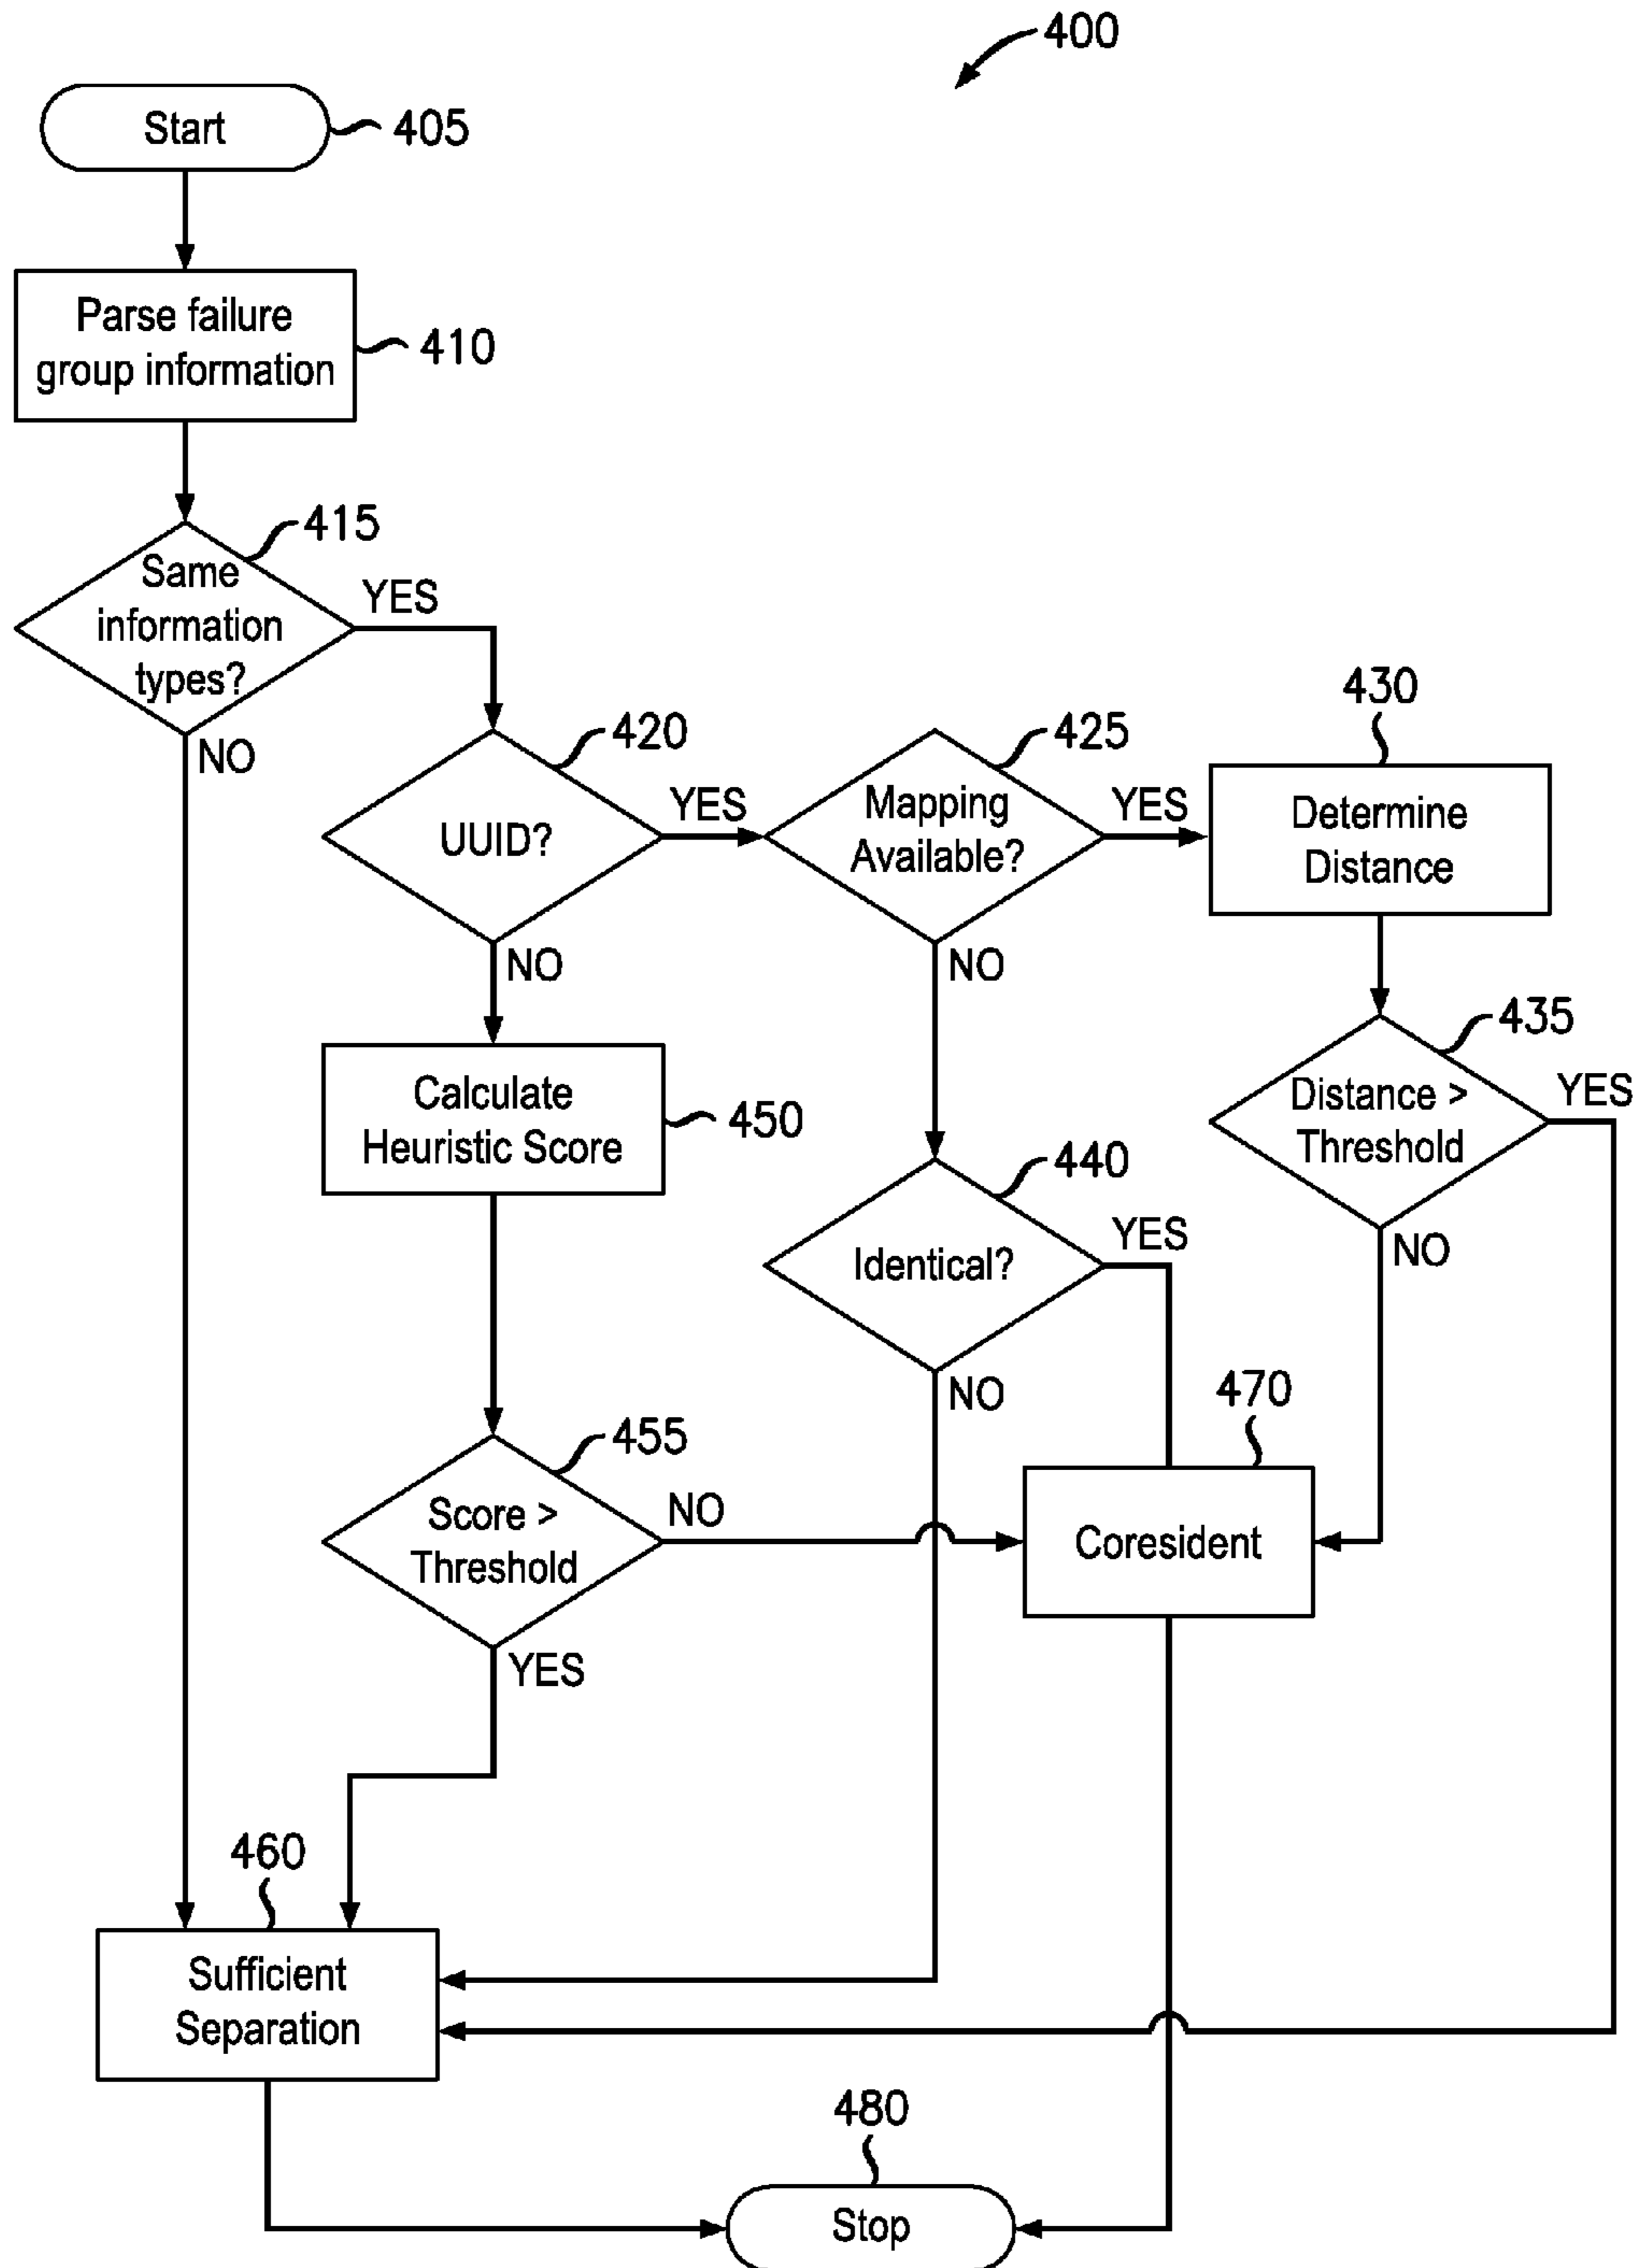 400
Start
405
Parse failure
group information
410
415
Same
information
types?
YES
NO
420
UUID?
YES
NO
425
Mapping
Available?
YES
NO
430
Determine
Distance
435
Distance >
Threshold
YES
NO
Calculate
Heuristic Score
450
440
Identical?
YES
NO
455
Score >
Threshold
NO
YES
470
Coresident
460
Sufficient
Separation
480
Stop